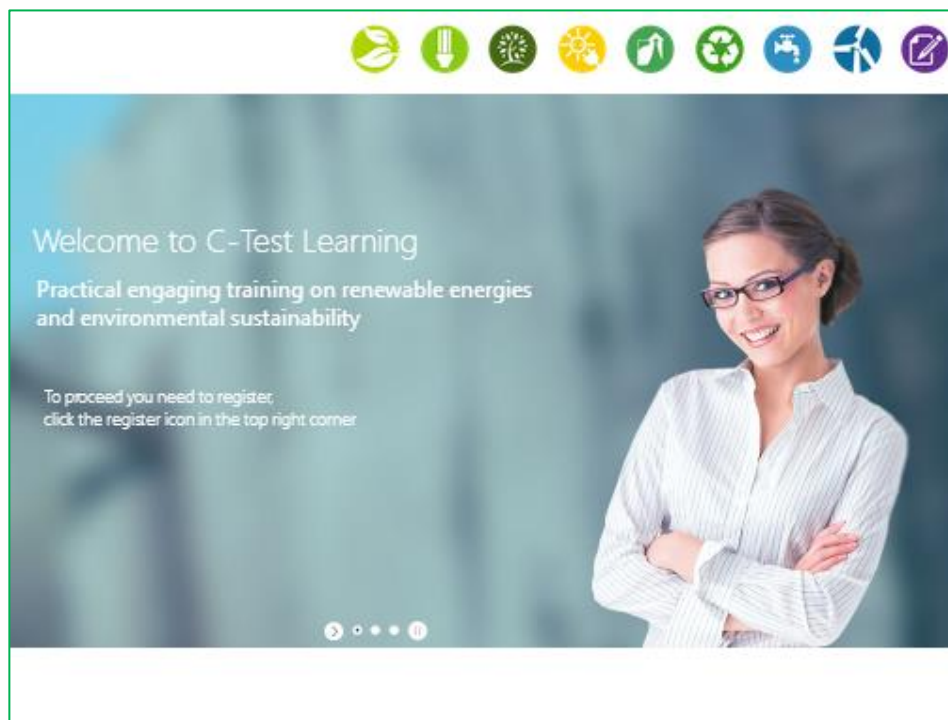 Welcome to C-Test Learning
Practical engaging training on renewable energies
and environmental sustainability
To proceed you need to register,
click the register icon in the top right corner